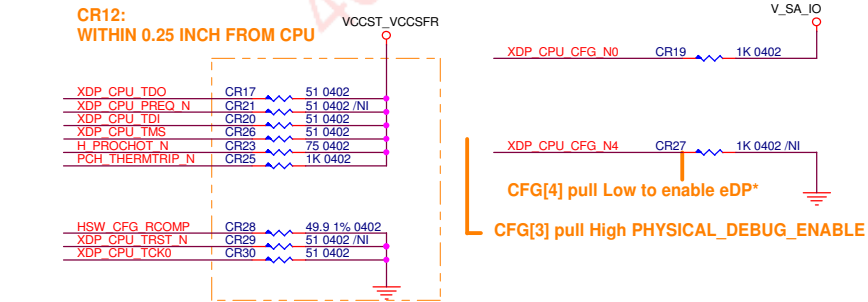 CR12:
WITHIN 0.25 INCH FROM CPU
VCCST_VCCSFR
V_SA_IO
XDP_CPU_CFG_N0 CR19 1K 0402
XDP_CPU_TDO CR17 51 0402
XDP_CPU_PREQ_N CR21 51 0402 /NI
XDP_CPU_TDI CR20 51 0402
XDP_CPU_TMS CR26 51 0402
H_PROCHOT_N CR23 75 0402
PCH_THERMTRIP_N CR25 1K 0402
XDP_CPU_CFG_N4 CR27 1K 0402 /NI
CFG[4] pull Low to enable eDP*
CFG[3] pull High PHYSICAL_DEBUG_ENABLE
HSW_CFG_RCOMP CR28 49.9 1% 0402
XDP_CPU_TRST_N CR29 51 0402 /NI
XDP_CPU_TCK0 CR30 51 0402